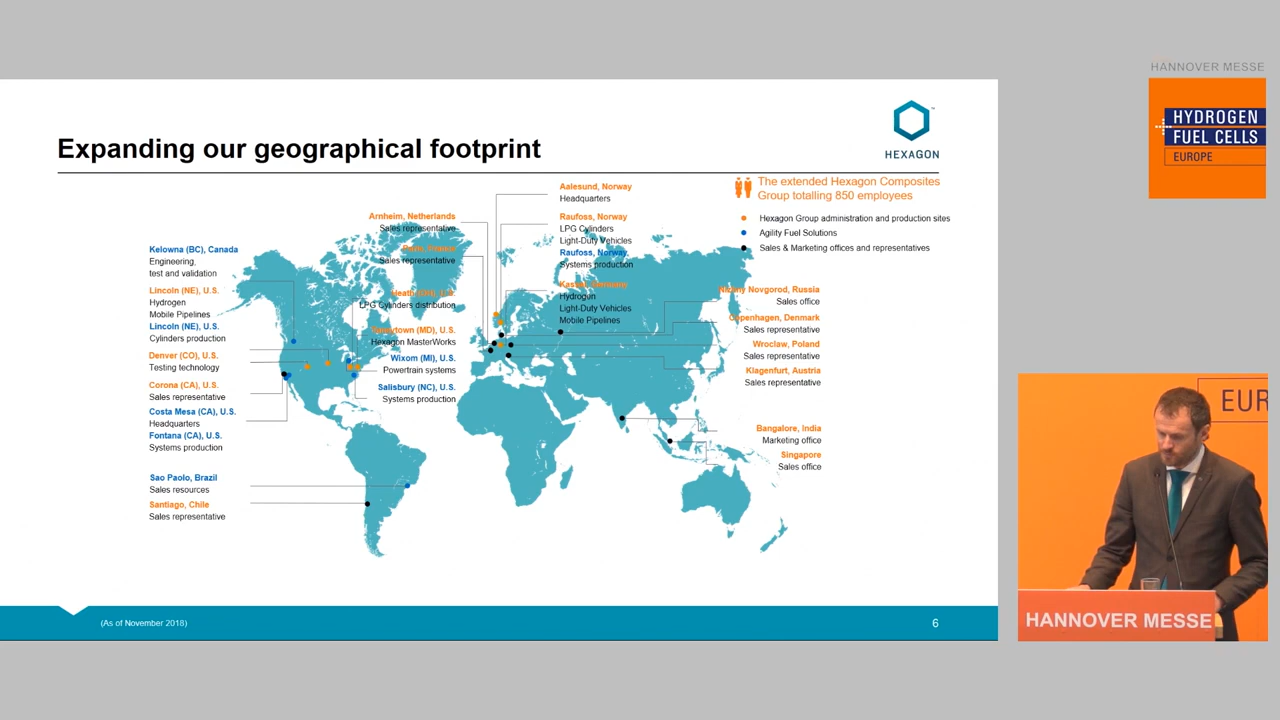 Expanding our geographical footprint
HEXAGON
The extended Hexagon Composites
Group totalling 850 employees
Hexagon Group administration and production sites
Agility Fuel Solutions
Sales & Marketing offices and representatives
Kelowna (BC), Canada
Engineering,
test and validation
Lincoln (NE), U.S.
Hydrogen
Mobile Pipelines
Lincoln (NE), U.S.
Cylinders production
Denver (CO), U.S.
Testing technology
Corona (CA), U.S.
Sales representative
Costa Mesa (CA), U.S.
Headquarters
Fontana (CA), U.S.
Systems production
Sao Paolo, Brazil
Sales resources
Santiago, Chile
Sales representative
Arnheim, Netherlands
Sales representative
Sales representative
LPG Cylinders distribution
(MD), U.S.
Hexagon MasterWorks
Wixom (MI), U.S.
Powertrain systems
Salisbury (NC), U.S.
Systems production
Aalesund, Norway
Headquarters
Raufoss, Norway
LPG Cylinders
Light-Duty Vehicles
Raufoss, Norway
Systems production
Kassel, Germany
Hydrogen
Light-Duty Vehicles
Mobile Pipelines
Nizhny Novgorod, Russia
Sales office
Copenhagen, Denmark
Sales representative
Wroclaw, Poland
Sales representative
Klagenfurt, Austria
Sales representative
Bangalore, India
Marketing office
Singapore
Sales office
(As of November 2018)
6
HANNOVER MESSE
HYDROGEN
FUEL CELLS
EUROPE
EUR
HANNOVER MESSE